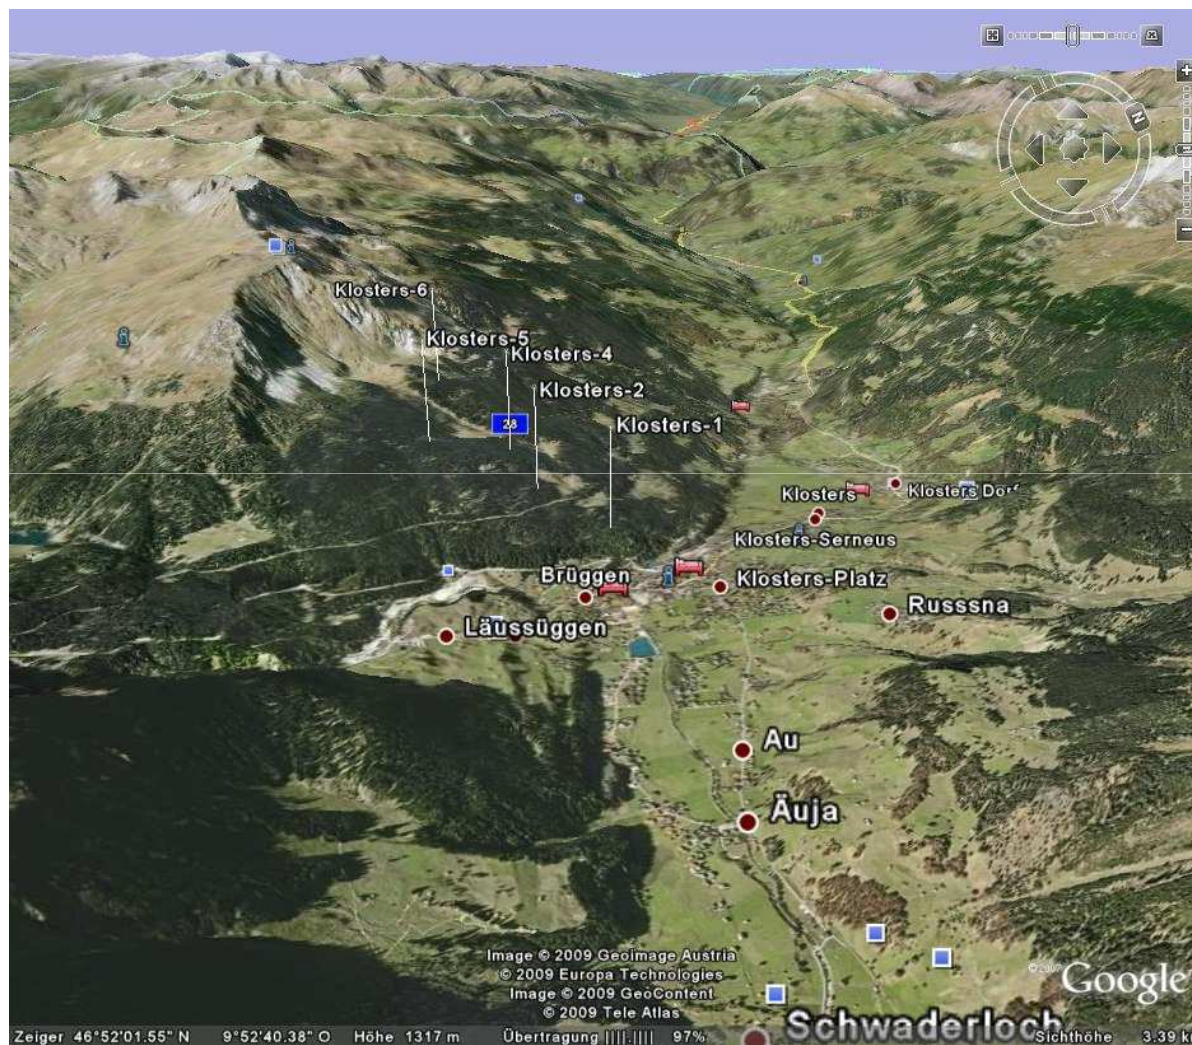 N
Klosters-6
Klosters-5
Klosters-4
Klosters-2
28
Klosters-1
Klosters
Klosters Dorf
Klosters-Serneus
Brüggen
Klosters-Platz
Russsna
Läussüggen
Au
Äuja
Image © 2009 Geoimage Austria
© 2009 Europa Technologies
Image © 2009 GeoContent
© 2009 Tele Atlas
©2007 Google
Schwaderloch
Zeiger 46°52'01.55" N 9°52'40.38" O Höhe 1317 m Übertragung ||||.|||| 97% Sichthöhe 3.39 k